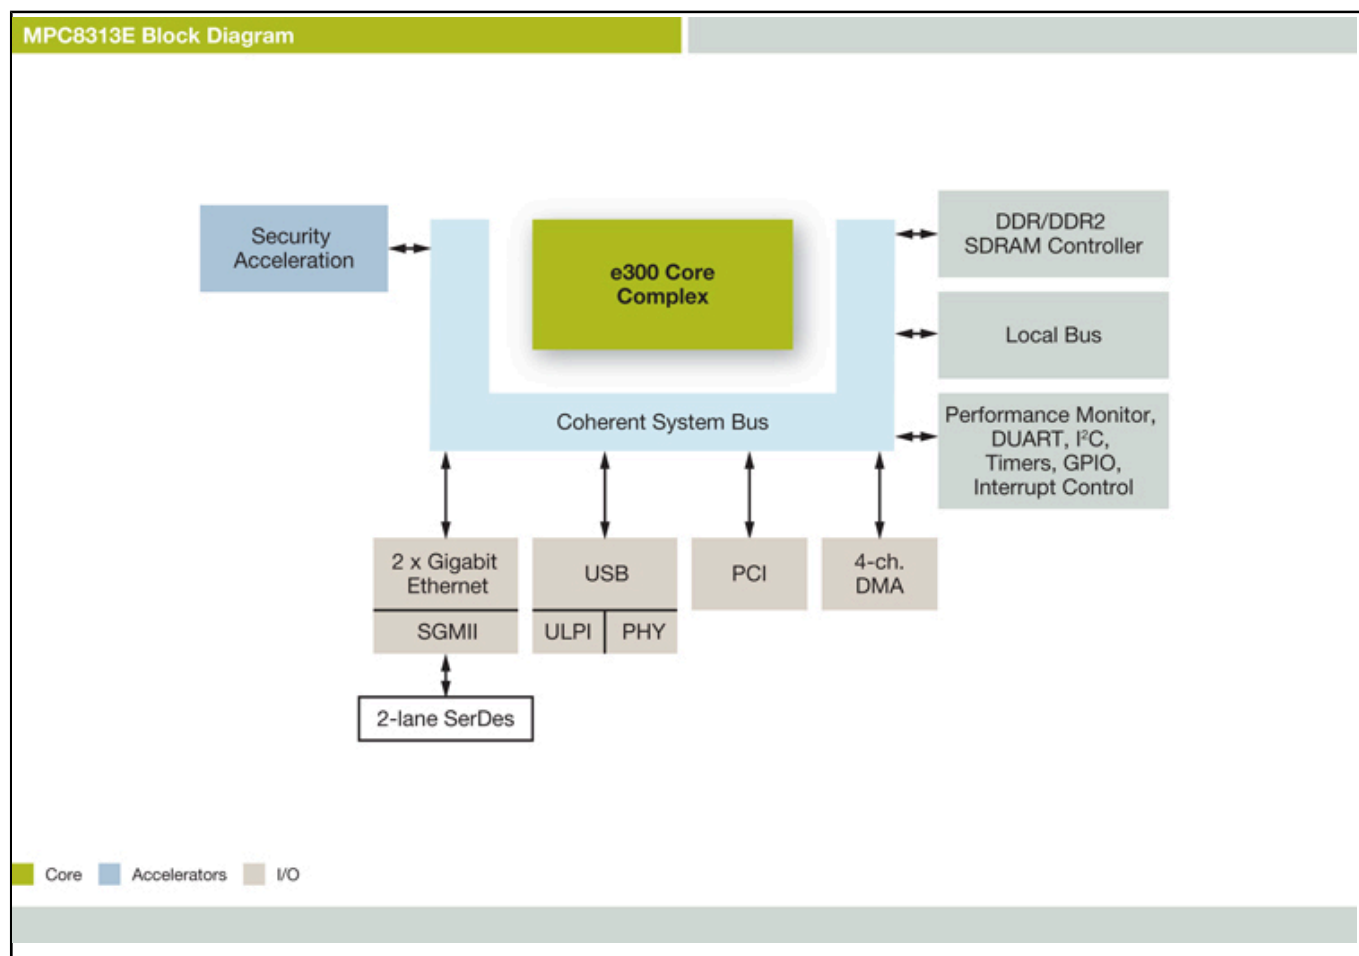 MPC8313E Block Diagram
Security
Acceleration
e300 Core
Complex
DDR/DDR2
SDRAM Controller
Local Bus
Coherent System Bus
Performance Monitor,
DUART, I²C,
Timers, GPIO,
Interrupt Control
2 x Gigabit
Ethernet
SGMII
USB
ULPI
PHY
PCI
4-ch.
DMA
2-lane SerDes
Core
Accelerators
I/O